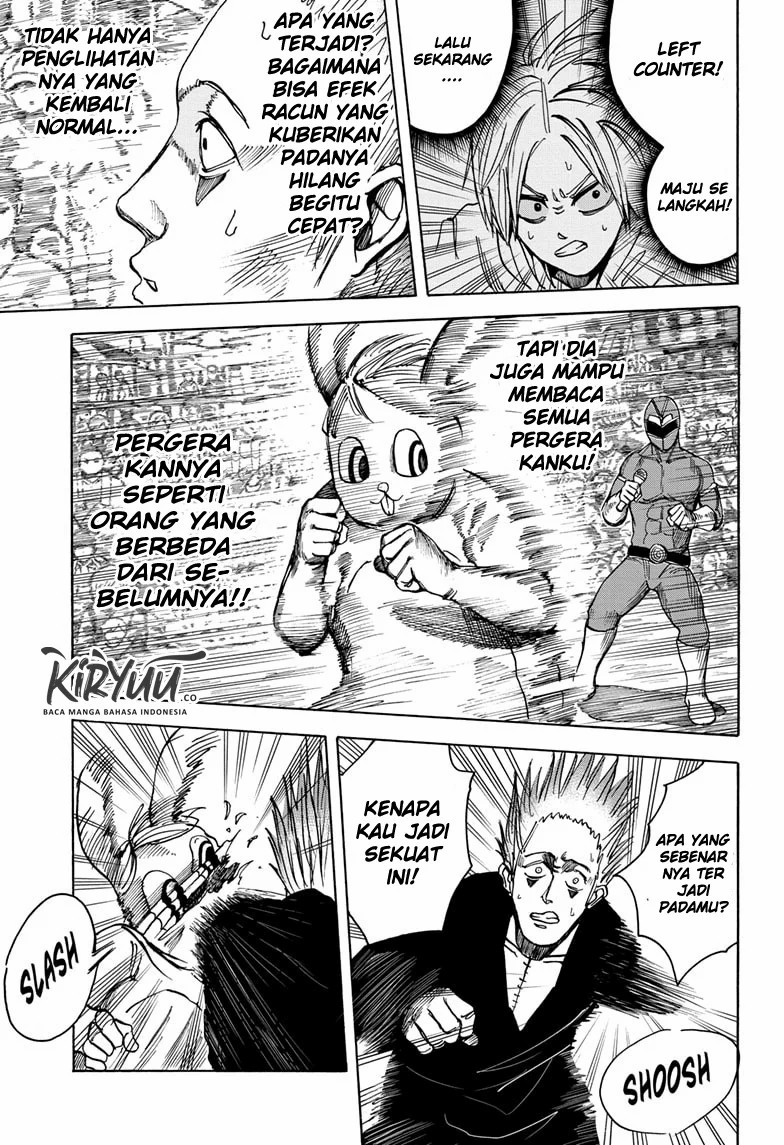 LEFT
COUNTER!
MAJU SE
LANGKAH!
LALU
SEKARANG
....
APA YANG
TERJADI?
BAGAIMANA
BISA EFEK
RACUN YANG
KUBERIKAN
PADANYA
HILANG
BEGITU
CEPAT?
TIDAK HANYA
PENGLIHATAN
NYA YANG
KEMBALI
NORMAL...
TAPI DIA
JUGA MAMPU
MEMBACA
SEMUA
PERGERA
KANKU!
PERGERA
KANNYA
SEPERTI
ORANG YANG
BERBEDA
DARI SE-
BELUMNYA!!
KIRYUU
.CO
BACA MANGA BAHASA INDONESIA
APA YANG
SEBENAR
NYA TER
JADI
PADAMU?
KENAPA
KAU JADI
SEKUAT
INI!
SHOOSH
SLASH